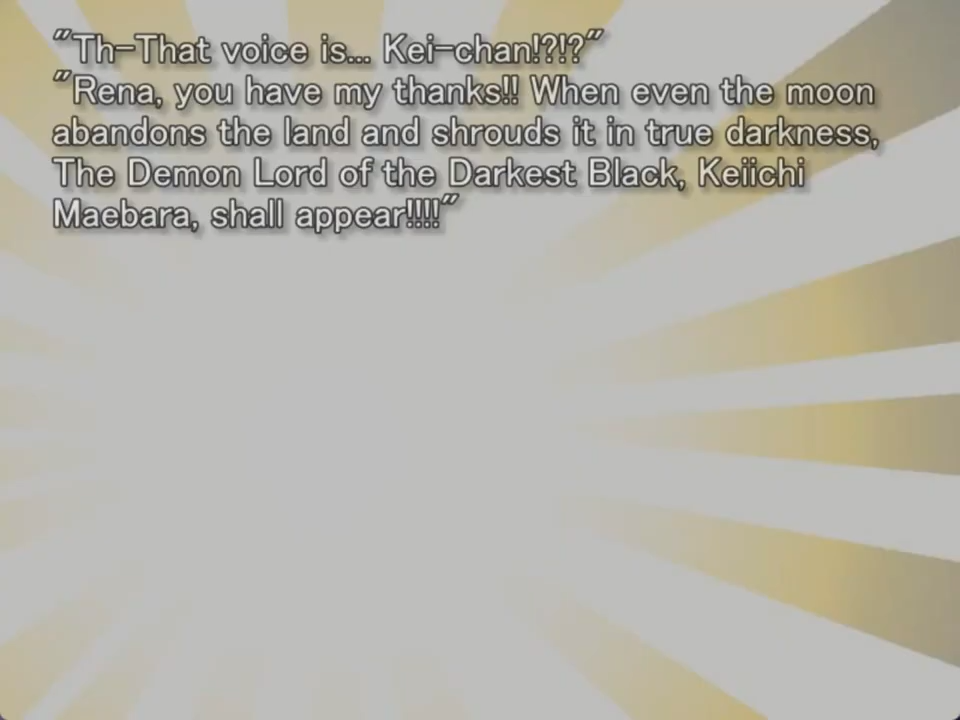 "Th-That voice is... Kei-chan!?!?"
"Rena, you have my thanks!! When even the moon
abandons the land and shrouds it in true darkness,
The Demon Lord of the Darkest Black, Keiichi
Maebara, shall appear!!!!"